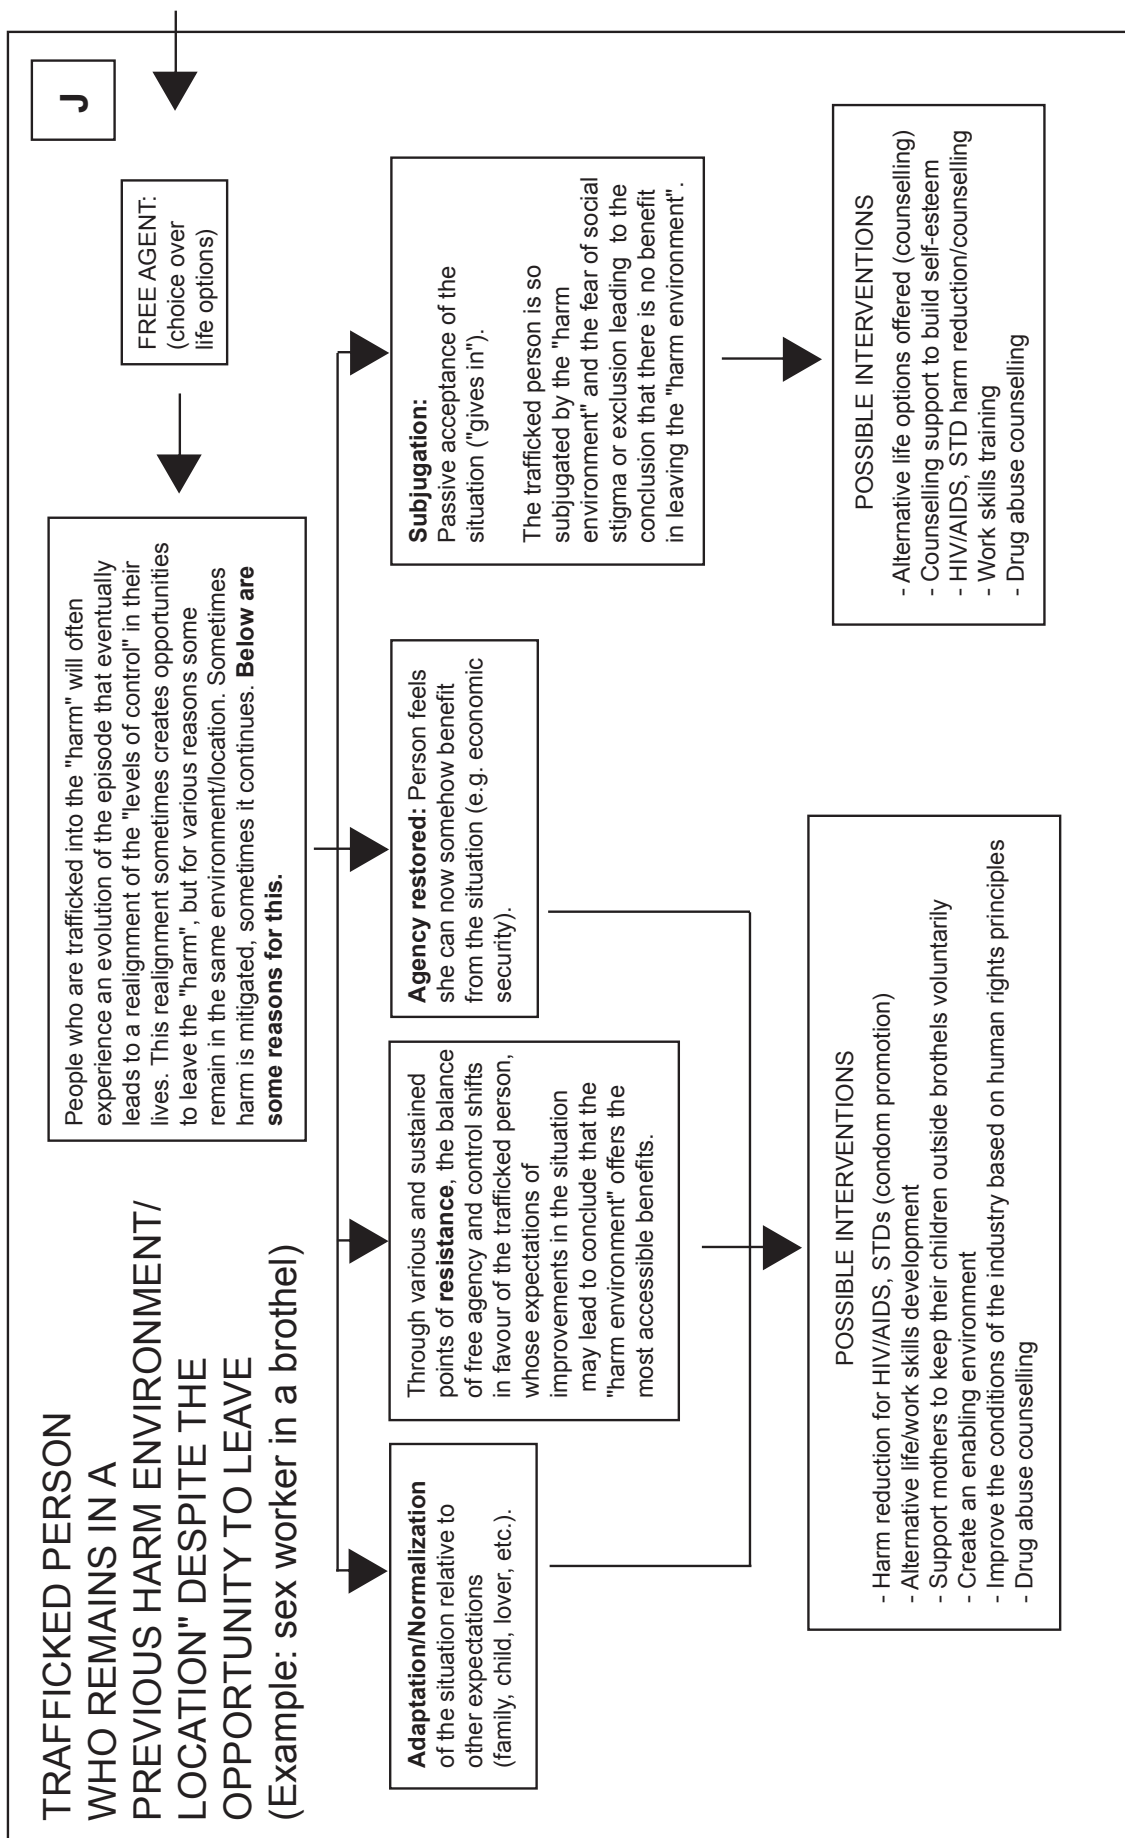 TRAFFICKED PERSON
WHO REMAINS IN A
PREVIOUS HARM ENVIRONMENT/
LOCATION" DESPITE THE
OPPORTUNITY TO LEAVE
(Example: sex worker in a brothel)
J
FREE AGENT:
(choice over
life options)
People who are trafficked into the "harm" will often
experience an evolution of the episode that eventually
leads to a realignment of the "levels of control" in their
lives. This realignment sometimes creates opportunities
to leave the "harm", but for various reasons some
remain in the same environment/location. Sometimes
harm is mitigated, sometimes it continues. Below are
some reasons for this.
Adaptation/Normalization
of the situation relative to
other expectations
(family, child, lover, etc.).
Through various and sustained
points of resistance, the balance
of free agency and control shifts
in favour of the trafficked person,
whose expectations of
improvements in the situation
may lead to conclude that the
"harm environment" offers the
most accessible benefits.
Agency restored: Person feels
she can now somehow benefit
from the situation (e.g. economic
security).
Subjugation:
Passive acceptance of the
situation ("gives in").
The trafficked person is so
subjugated by the "harm
environment" and the fear of social
stigma or exclusion leading to the
conclusion that there is no benefit
in leaving the "harm environment".
POSSIBLE INTERVENTIONS
- Harm reduction for HIV/AIDS, STDs (condom promotion)
- Alternative life/work skills development
- Support mothers to keep their children outside brothels voluntarily
- Create an enabling environment
- Improve the conditions of the industry based on human rights principles
- Drug abuse counselling
POSSIBLE INTERVENTIONS
- Alternative life options offered (counselling)
- Counselling support to build self-esteem
- HIV/AIDS, STD harm reduction/counselling
- Work skills training
- Drug abuse counselling